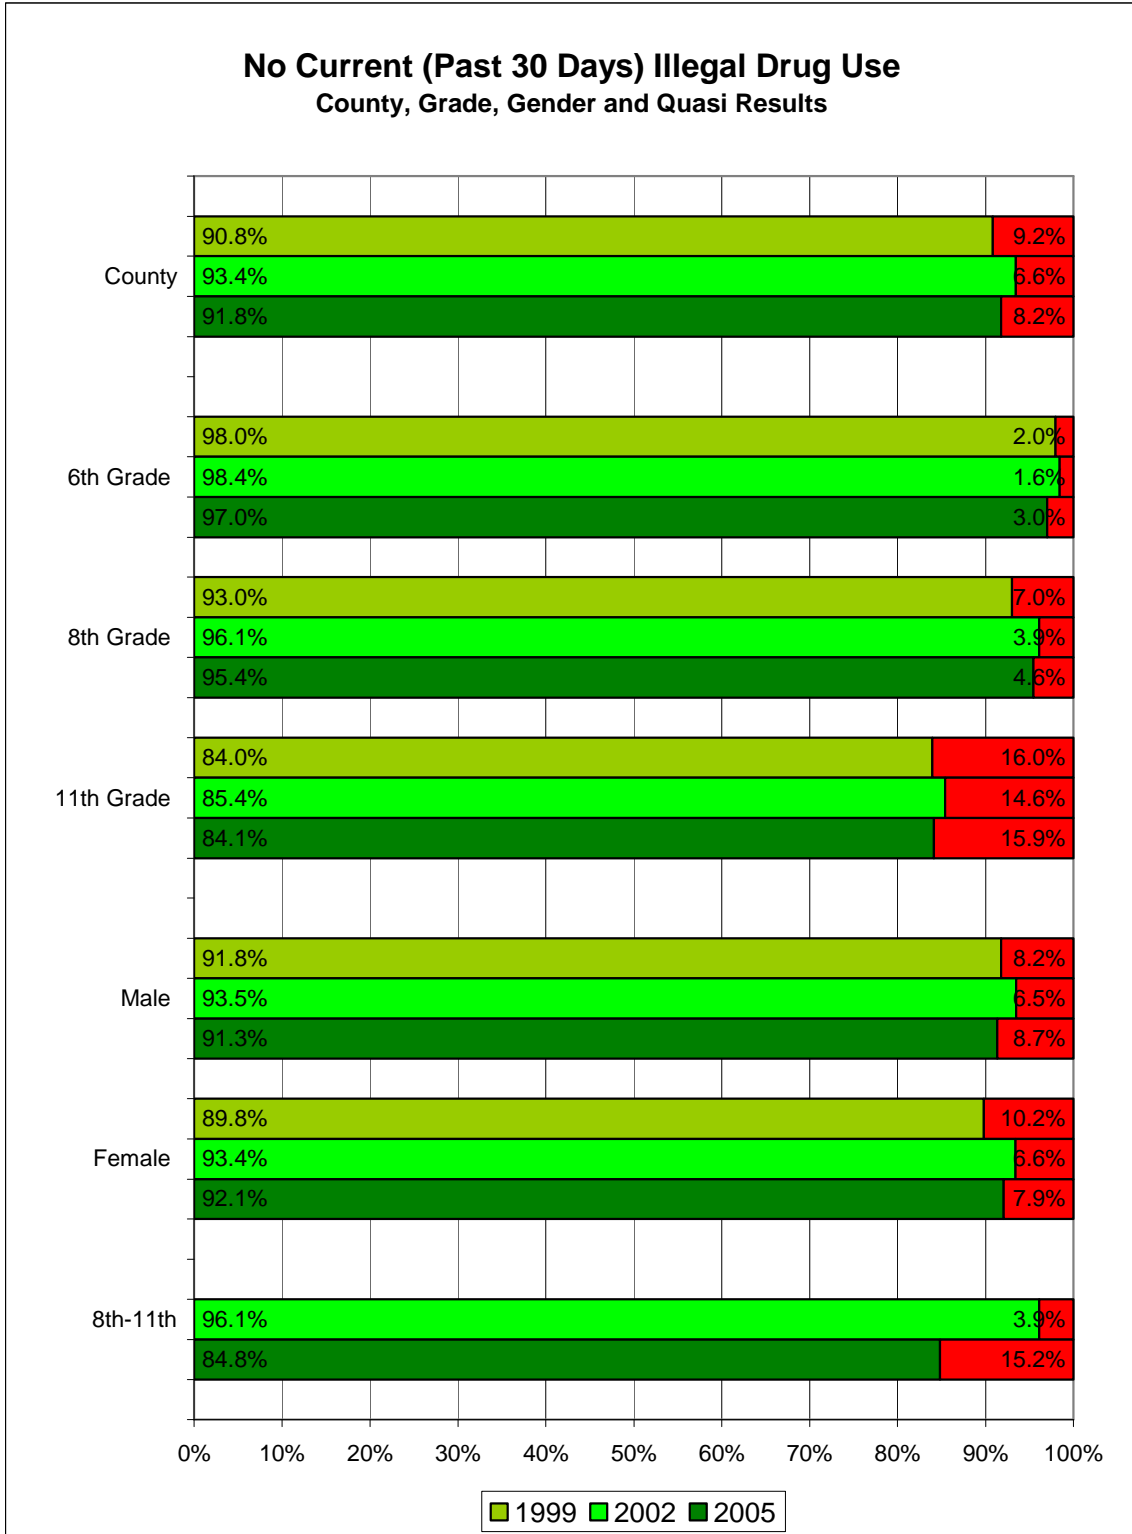 No Current (Past 30 Days) Illegal Drug Use
County, Grade, Gender and Quasi Results
90.8% 9.2%
County 93.4% 6.6%
91.8% 8.2%
98.0% 2.0%
6th Grade 98.4% 1.6%
97.0% 3.0%
93.0% 7.0%
8th Grade 96.1% 3.9%
95.4% 4.6%
84.0% 16.0%
11th Grade 85.4% 14.6%
84.1% 15.9%
91.8% 8.2%
Male 93.5% 6.5%
91.3% 8.7%
89.8% 10.2%
Female 93.4% 6.6%
92.1% 7.9%
8th-11th 96.1% 3.9%
84.8% 15.2%
0% 10% 20% 30% 40% 50% 60% 70% 80% 90% 100%
1999 2002 2005